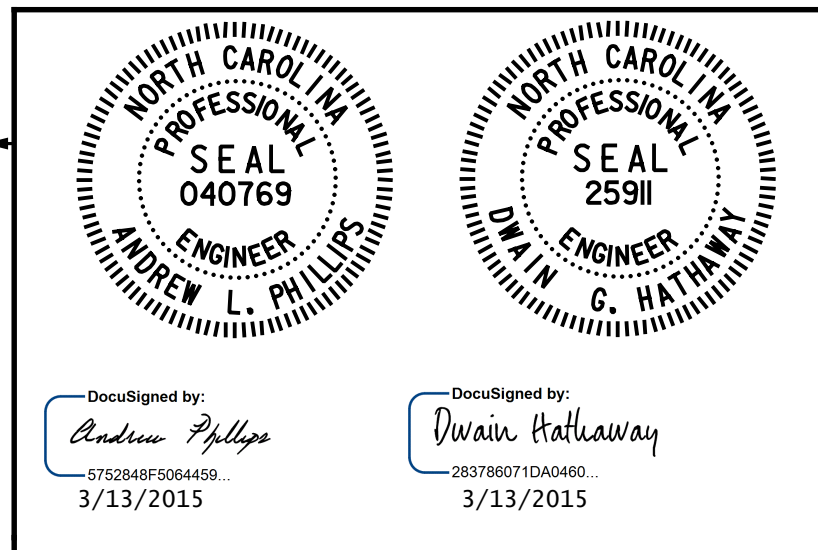 NORTH CAROLINA
PROFESSIONAL
SEAL
040769
ENGINEER
ANDREW L. PHILLIPS
NORTH CAROLINA
PROFESSIONAL
SEAL
25911
ENGINEER
DWAIN G. HATHAWAY
DocuSigned by:
Andrew Phillips
5752848F5064459...
3/13/2015
DocuSigned by:
Dwain Hathaway
283786071DA0460...
3/13/2015